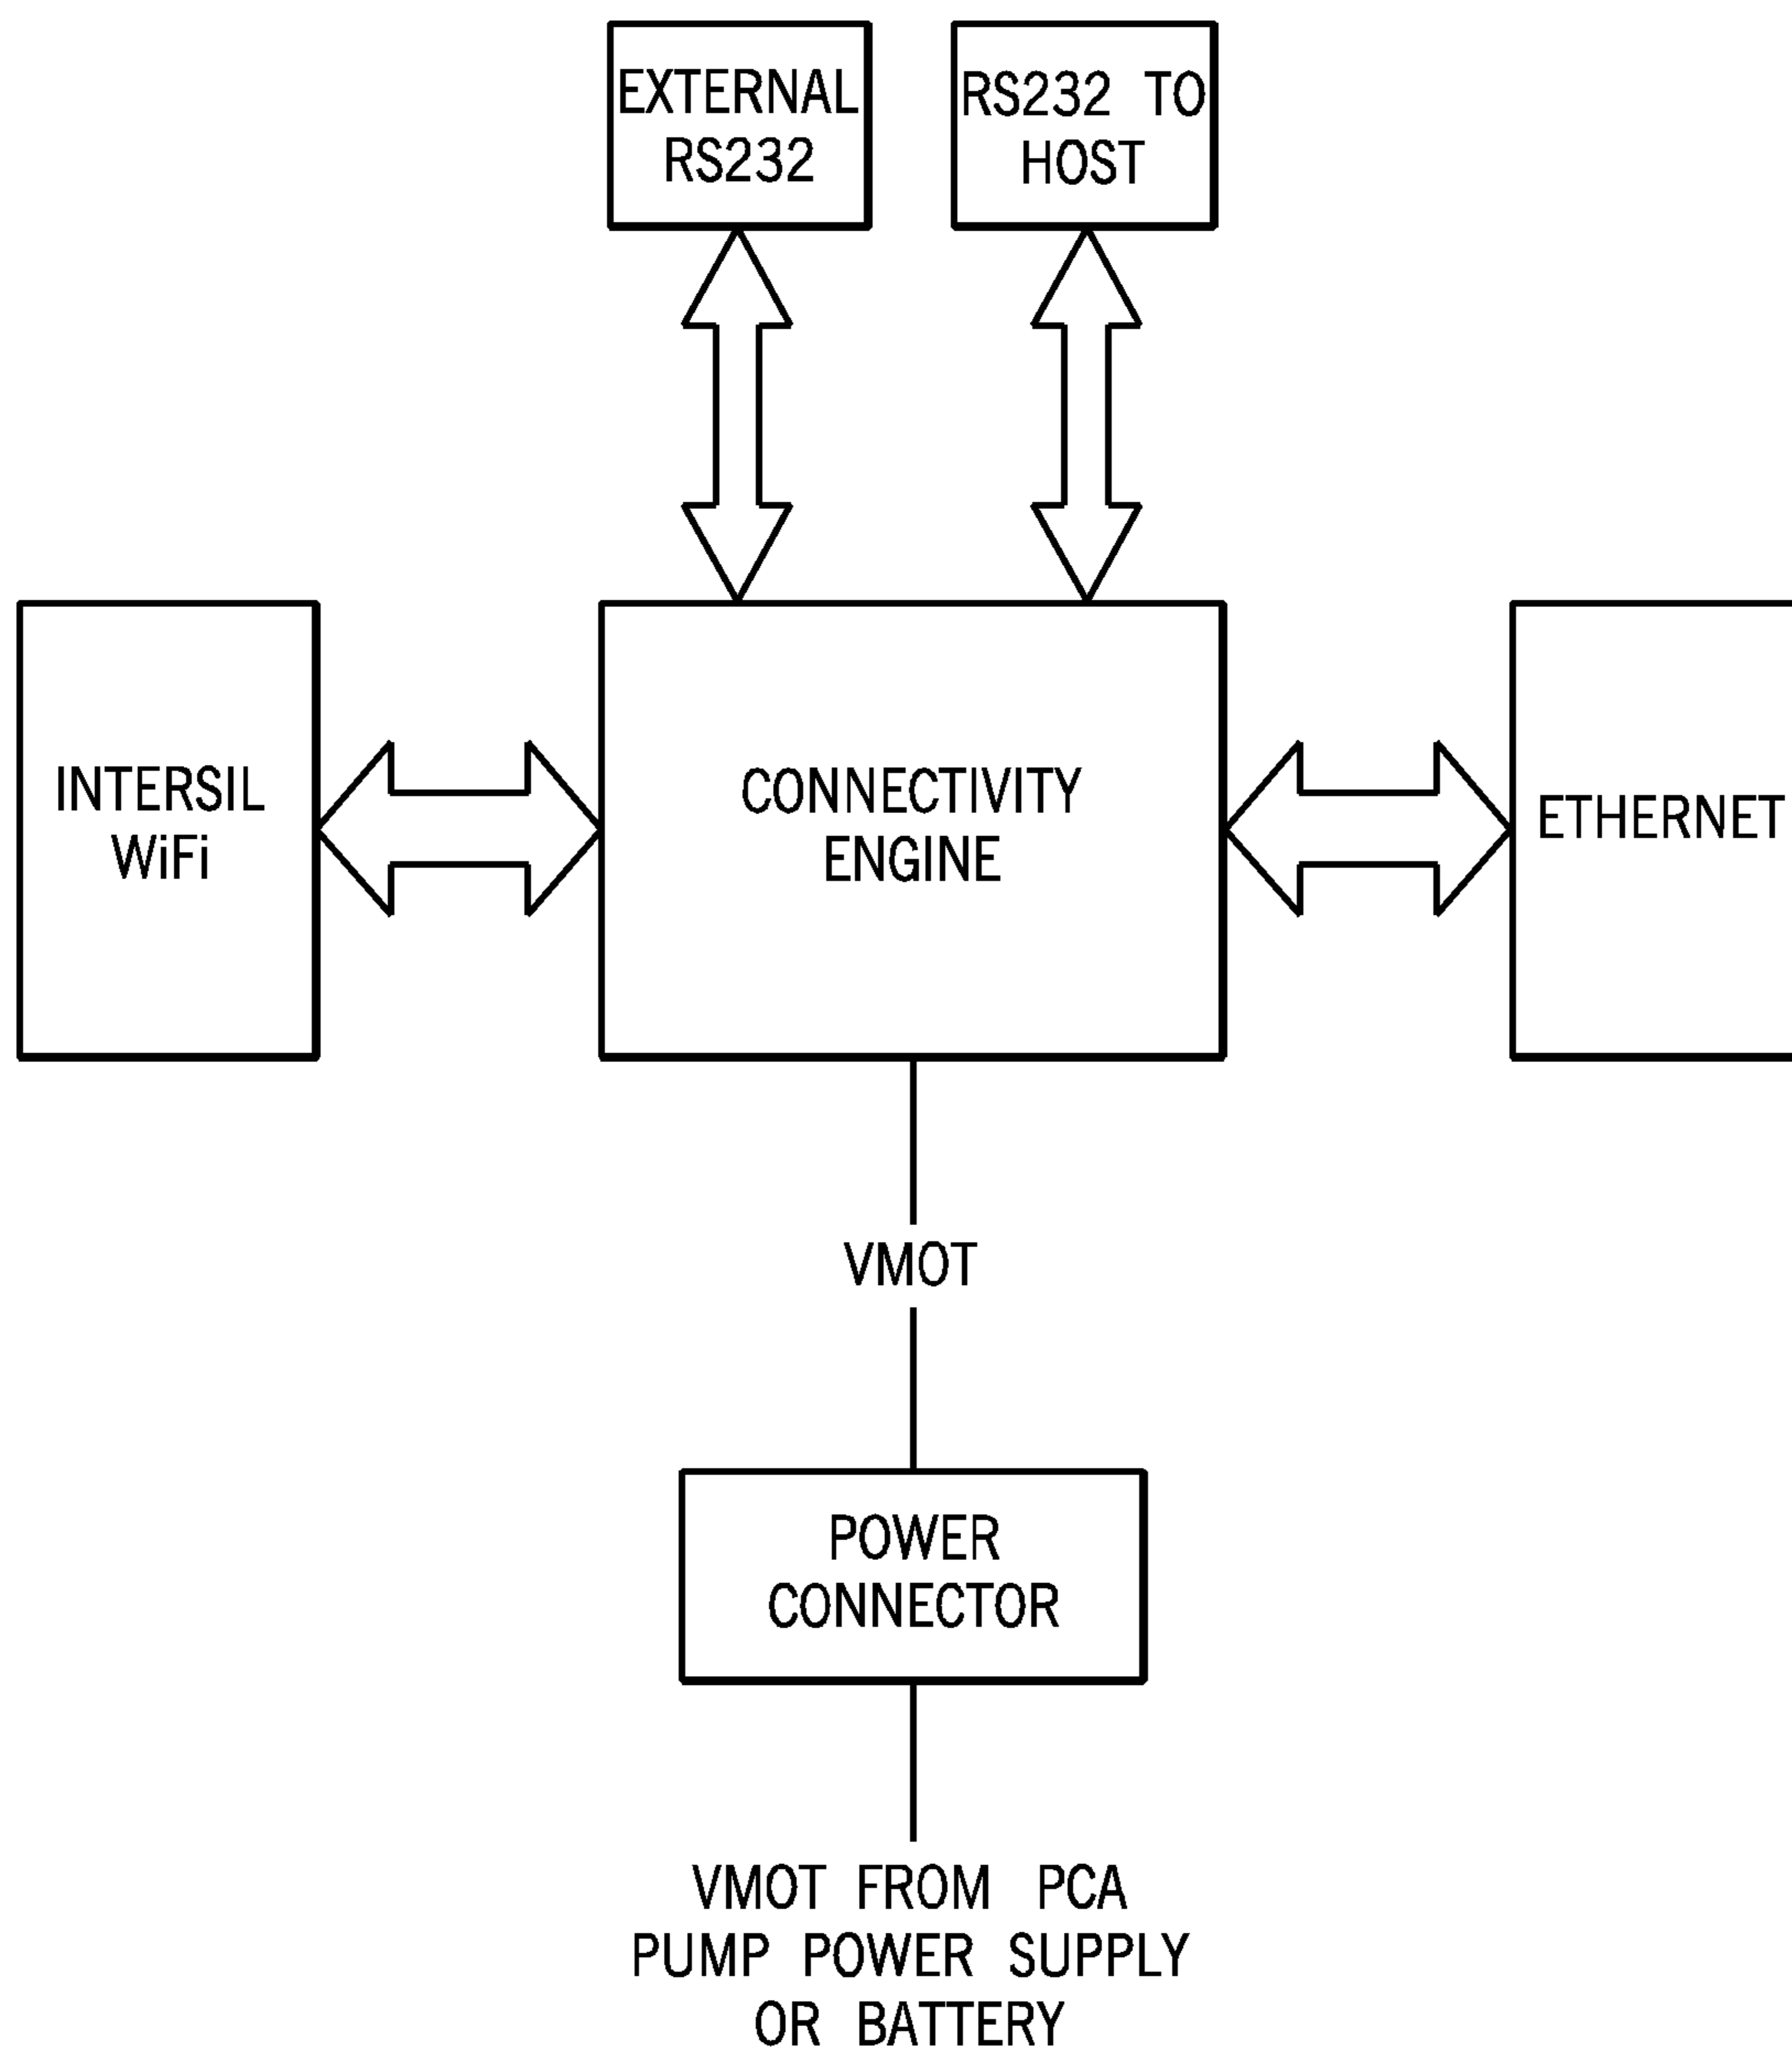 EXTERNAL
RS232
RS232 TO
HOST
INTERSIL
WiFi
CONNECTIVITY
ENGINE
ETHERNET
VMOT
POWER
CONNECTOR
VMOT FROM PCA
PUMP POWER SUPPLY
OR BATTERY